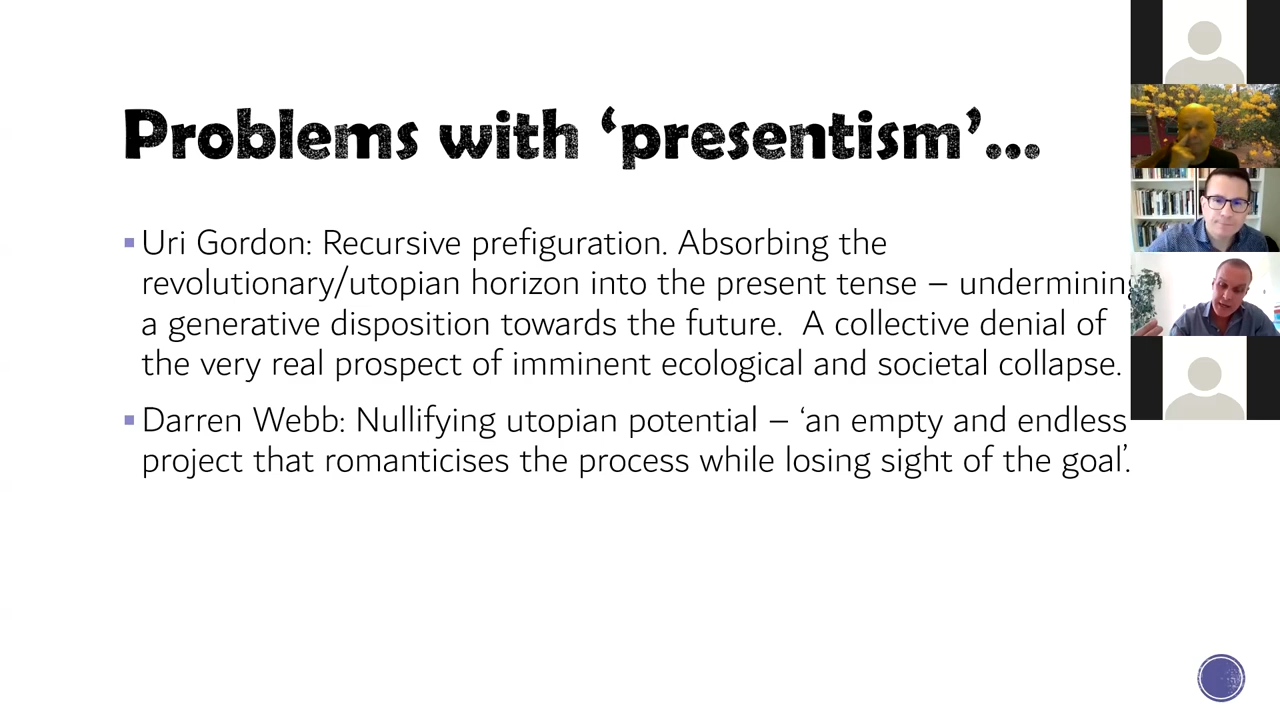 Problems with ‘presentism’...
Uri Gordon: Recursive prefiguration. Absorbing the
revolutionary/utopian horizon into the present tense – undermining
a generative disposition towards the future.  A collective denial of
the very real prospect of imminent ecological and societal collapse.
Darren Webb: Nullifying utopian potential – ‘an empty and endless
project that romanticises the process while losing sight of the goal’.